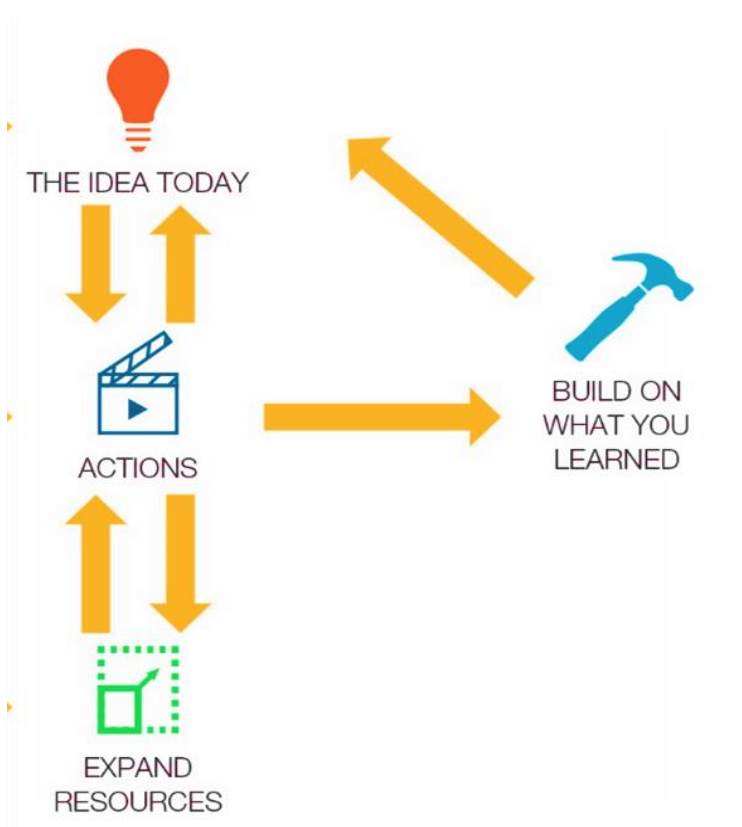 THE IDEA TODAY
ACTIONS
BUILD ON
WHAT YOU
LEARNED
EXPAND
RESOURCES